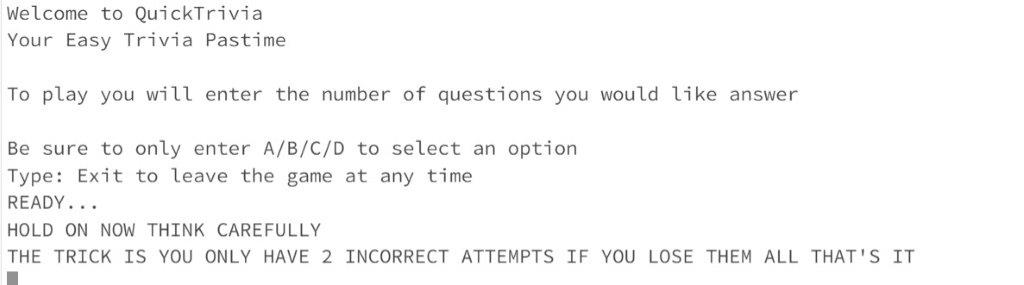 Welcome to QuickTrivia
Your Easy Trivia Pastime
To play you will enter the number of questions you would like answer
Be sure to only enter A/B/C/D to select an option
Type: Exit to leave the game at any time
READY...
HOLD ON NOW THINK CAREFULLY
THE TRICK IS YOU ONLY HAVE 2 INCORRECT ATTEMPTS IF YOU LOSE THEM ALL THAT'S IT